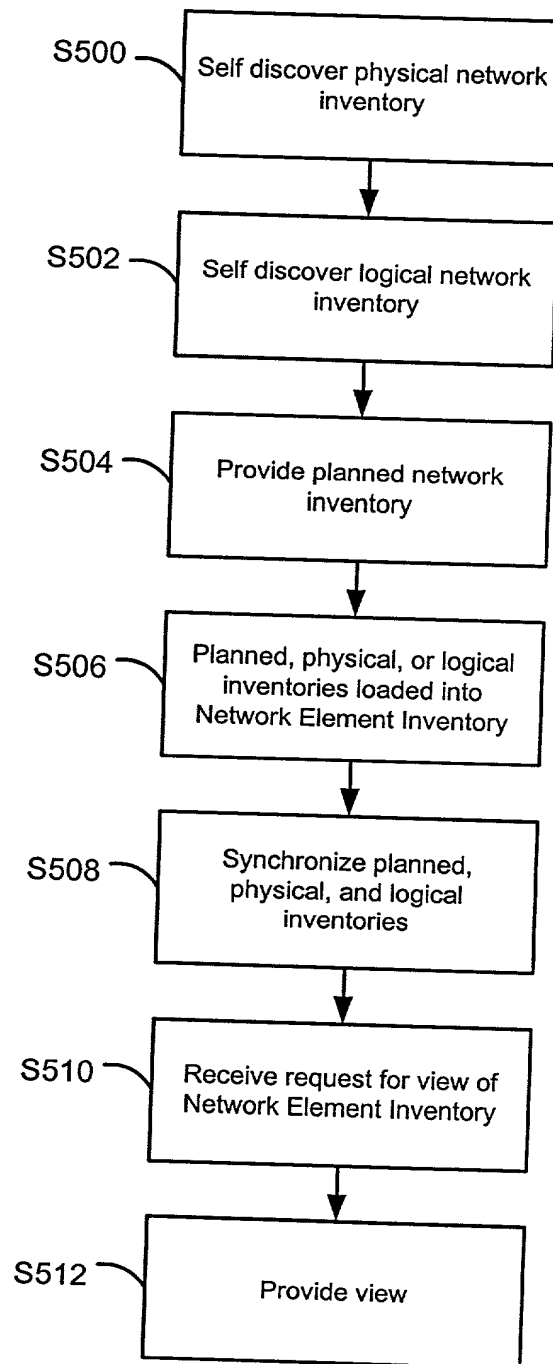 S500
Self discover physical network
inventory
S502
Self discover logical network
inventory
S504
Provide planned network
inventory
S506
Planned, physical, or logical
inventories loaded into
Network Element Inventory
S508
Synchronize planned,
physical, and logical
inventories
S510
Receive request for view of
Network Element Inventory
S512
Provide view